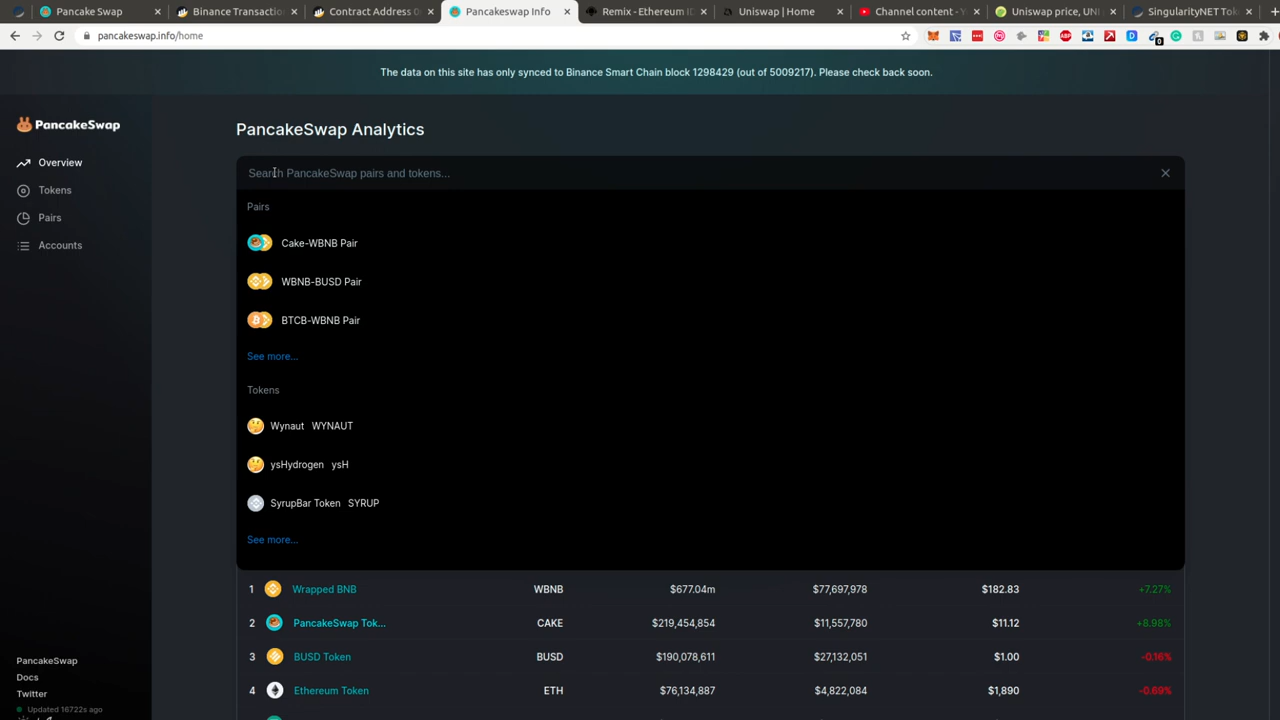 Pancake Swap
Binance Transactio
Contract Address 0
Pancakeswap Info
Remix - Ethereum ID
Uniswap | Home
Channel content - Y
Uniswap price, UNI
SingularityNET Tok
pancakeswap.info/home
The data on this site has only synced to Binance Smart Chain block 1298429 (out of 5009217). Please check back soon.
PancakeSwap
PancakeSwap Analytics
Overview
Tokens
Pairs
Accounts
Search PancakeSwap pairs and tokens...
Pairs
Cake-WBNB Pair
WBNB-BUSD Pair
BTCB-WBNB Pair
See more...
Tokens
Wynaut WYNAUT
ysHydrogen ysH
SyrupBar Token SYRUP
See more...
1 Wrapped BNB WBNB $677.04m $77,697,978 $182.83 +7.27%
2 PancakeSwap Tok... CAKE $219,454,854 $11,557,780 $11.12 +8.98%
3 BUSD Token BUSD $190,078,611 $27,132,051 $1.00 -0.16%
4 Ethereum Token ETH $76,134,887 $4,822,084 $1,890 -0.69%
PancakeSwap
Docs
Twitter
Updated 16722s ago